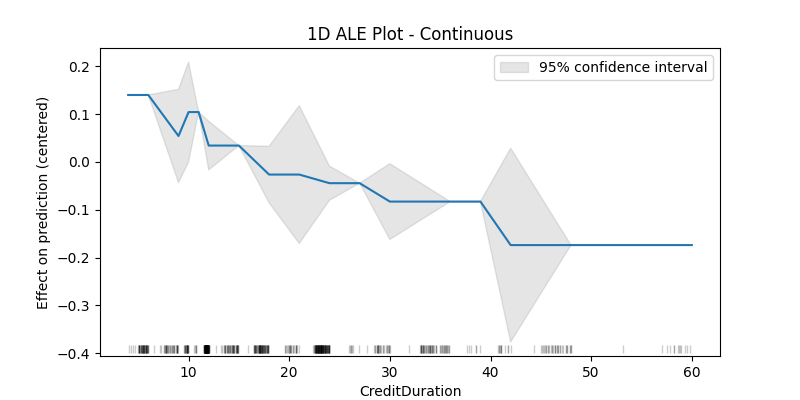 1D ALE Plot - Continuous
95% confidence interval
Effect on prediction (centered)
0.2
0.1
0.0
−0.1
−0.2
−0.3
−0.4
10 20 30 40 50 60
CreditDuration